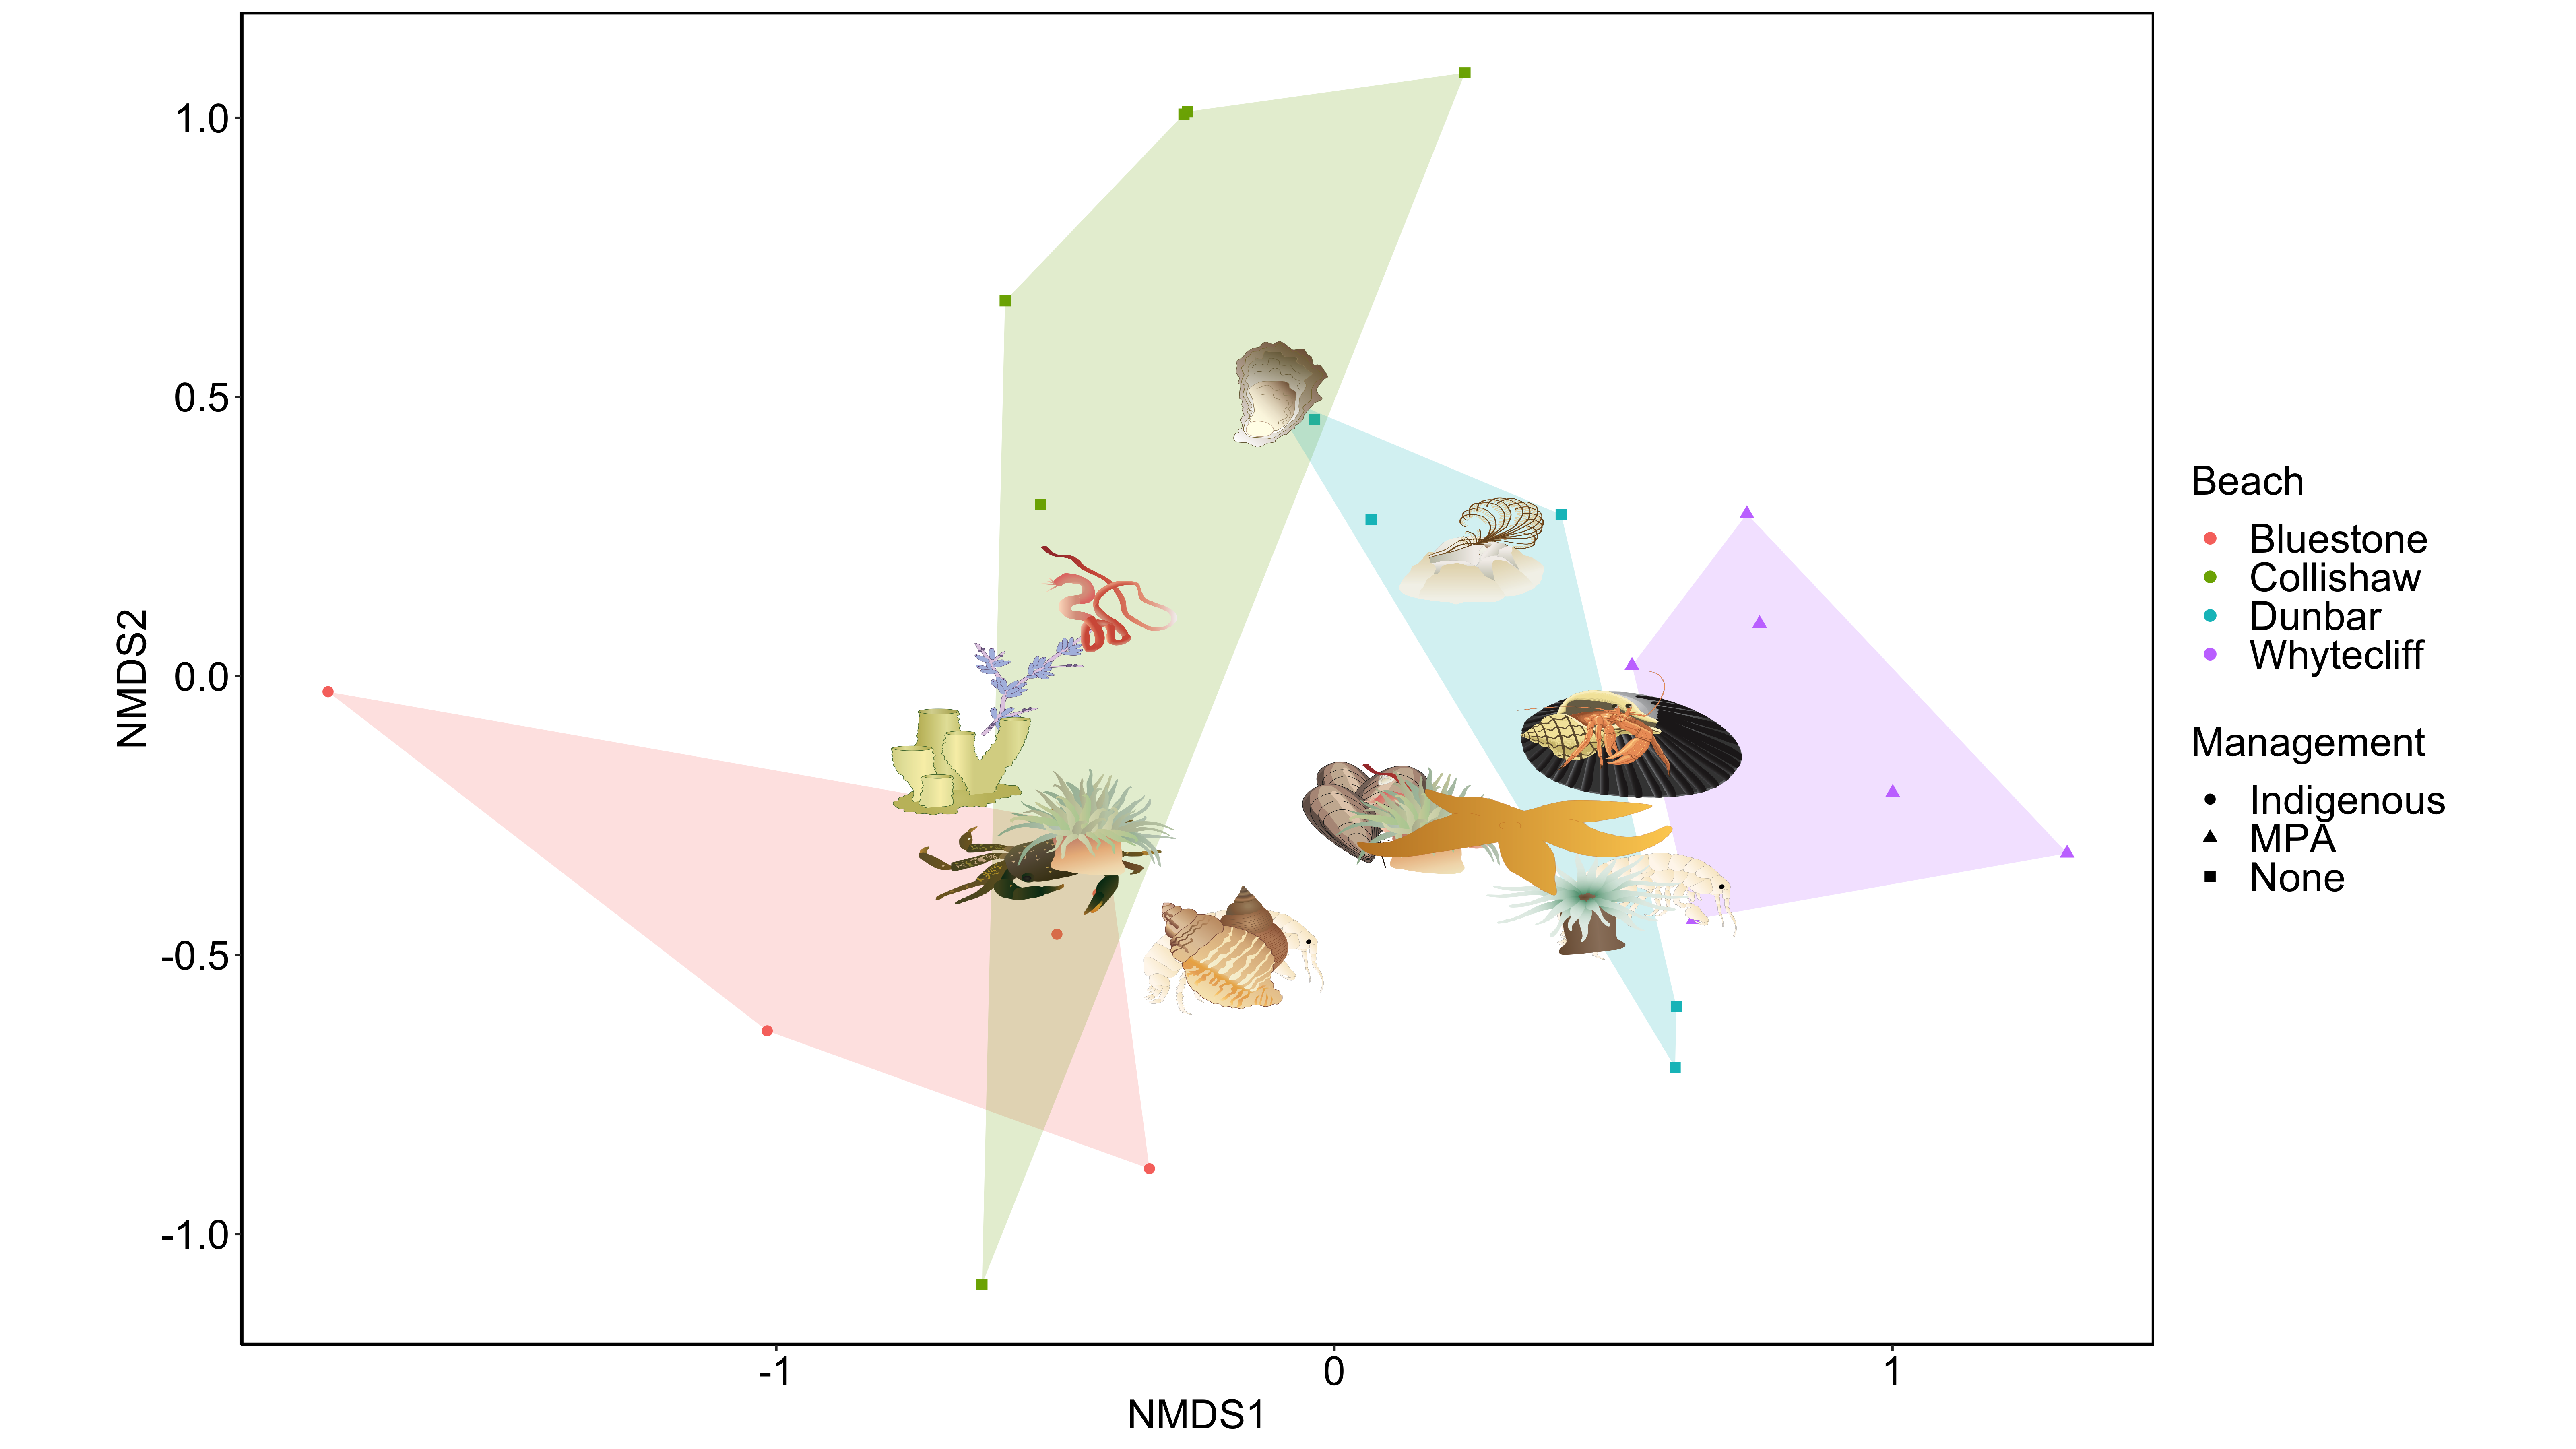 1.0
0.5
0.0
-0.5
-1.0
NMDS2
-1
0
1
NMDS1
Beach
Bluestone
Collishaw
Dunbar
Whytecliff
Management
Indigenous
MPA
None